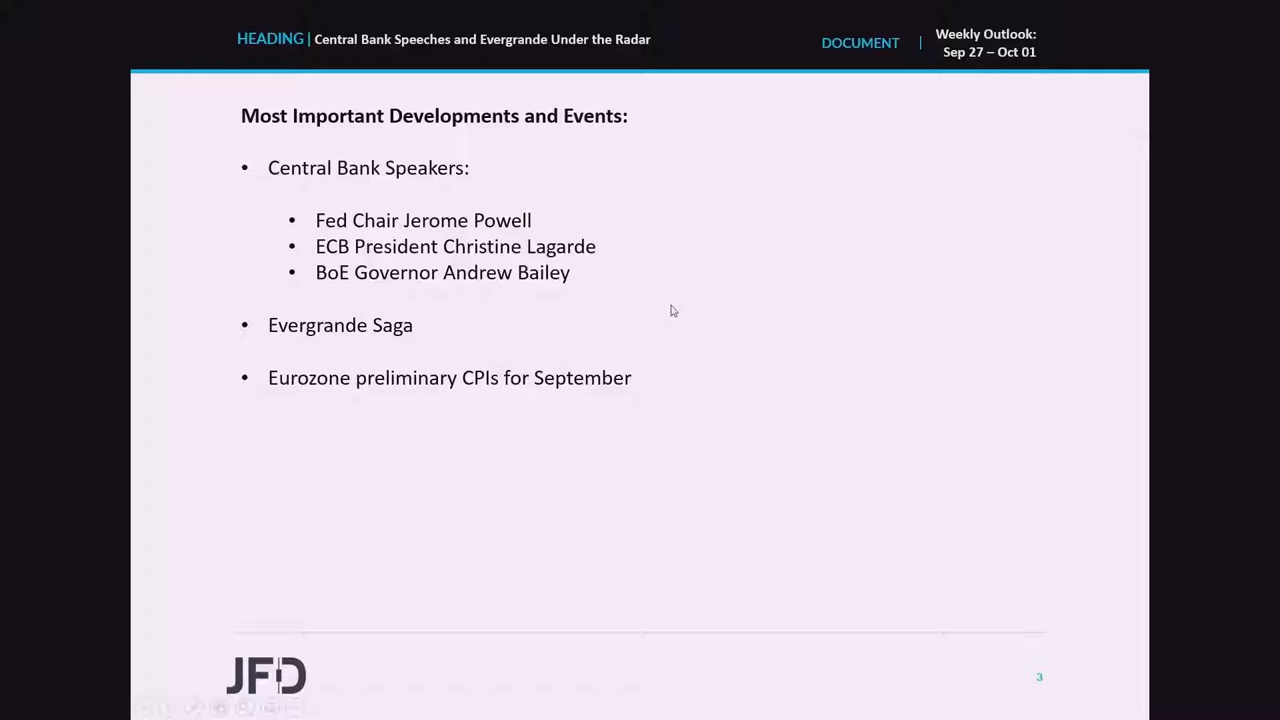 HEADING | Central Bank Speeches and Evergrande Under the Radar
DOCUMENT | Weekly Outlook:
Sep 27 – Oct 01
Most Important Developments and Events:
• Central Bank Speakers:
• Fed Chair Jerome Powell
• ECB President Christine Lagarde
• BoE Governor Andrew Bailey
• Evergrande Saga
• Eurozone preliminary CPIs for September
JFD
3